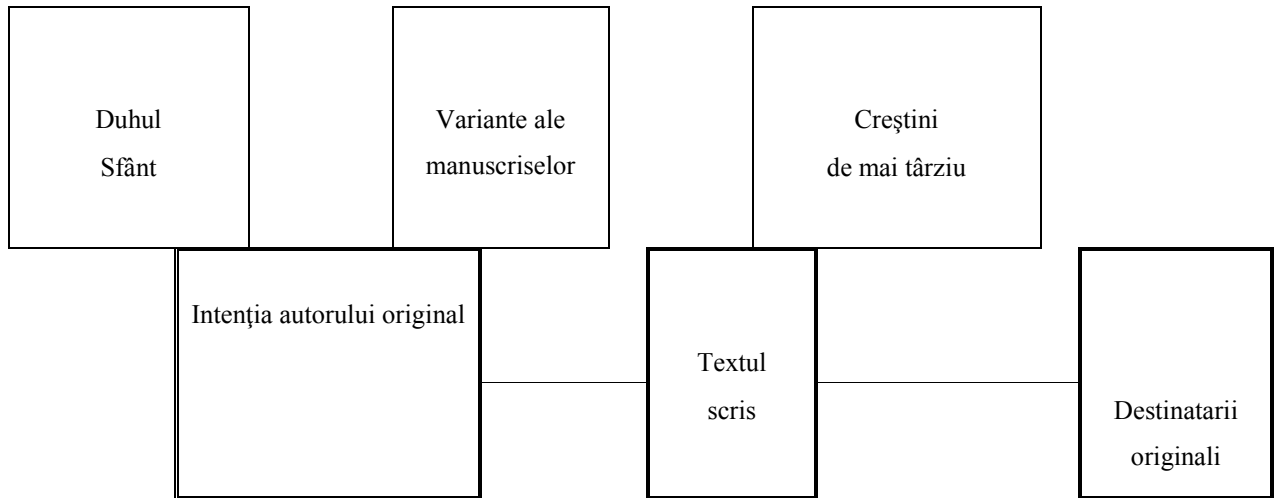 Duhul
Sfânt
Variante ale
manuscriselor
Creştini
de mai târziu
Intenţia autorului original
Textul
scris
Destinatarii
originali